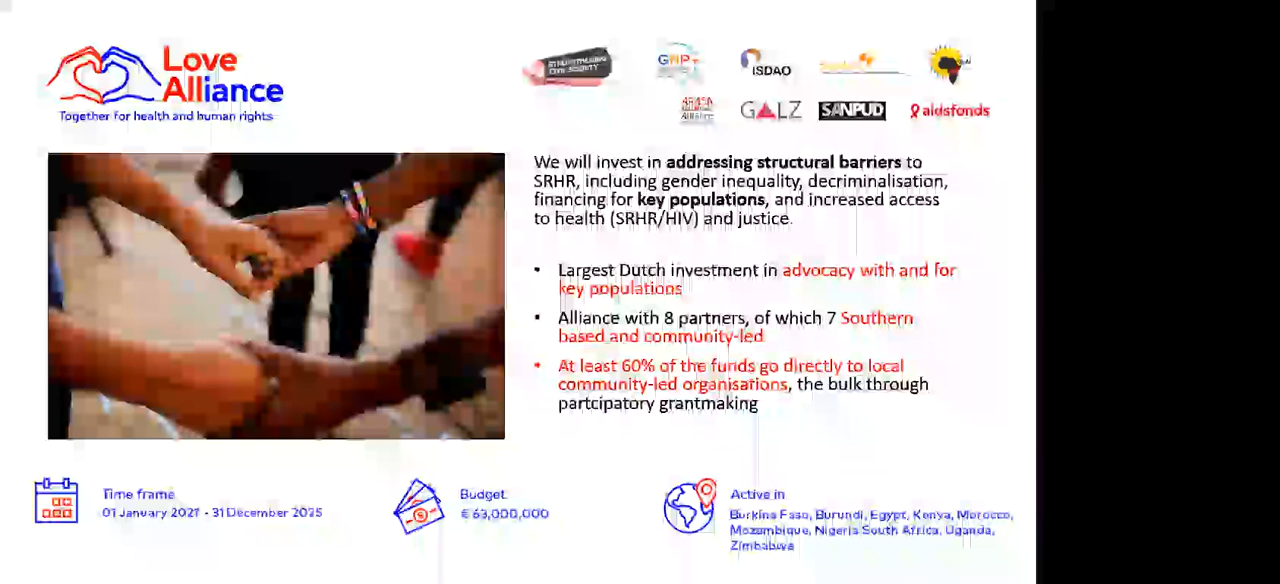 Love
Alliance
Together for health and human rights
GNP+
ISDAO
GALZ
SANPUD
aidsfonds
We will invest in addressing structural barriers to
SRHR, including gender inequality, decriminalisation,
financing for key populations, and increased access
to health (SRHR/HIV) and justice.
• Largest Dutch investment in advocacy with and for
key populations
• Alliance with 8 partners, of which 7 Southern
based and community-led
• At least 60% of the funds go directly to local
community-led organisations, the bulk through
partcipatory grantmaking
Time frame
01 January 2021 - 31 December 2025
Budget
€ 63,000,000
Active in
Burkina Faso, Burundi, Egypt, Kenya, Morocco,
Mozambique, Nigeria South Africa, Uganda,
Zimbabwe